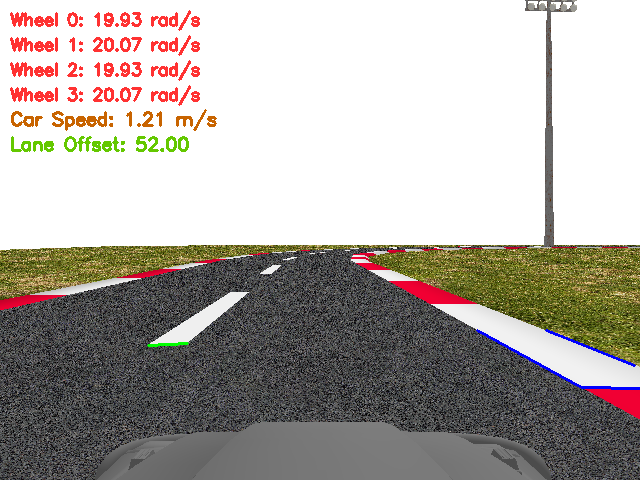 Wheel 0: 19.93 rad/s
Wheel 1: 20.07 rad/s
Wheel 2: 19.93 rad/s
Wheel 3: 20.07 rad/s
Car Speed: 1.21 m/s
Lane Offset: 52.00